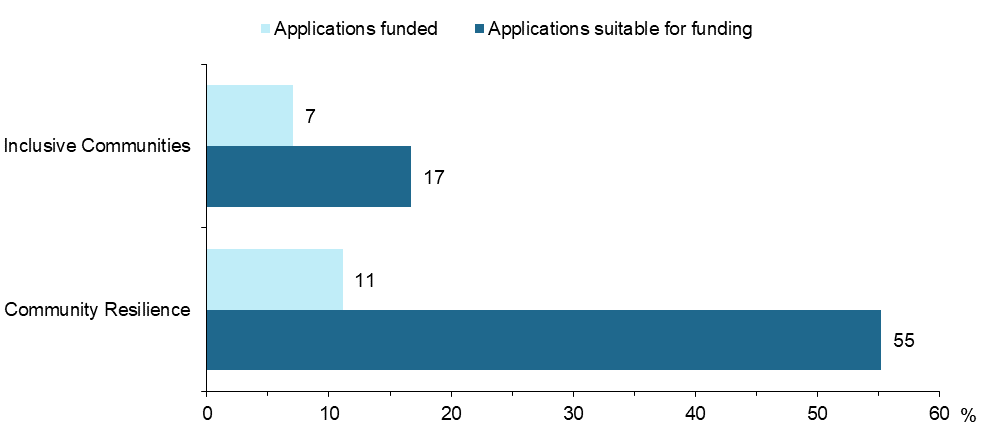 Applications funded Applications suitable for funding
Inclusive Communities
7
17
Community Resilience
11
55
0 10 20 30 40 50 60 %